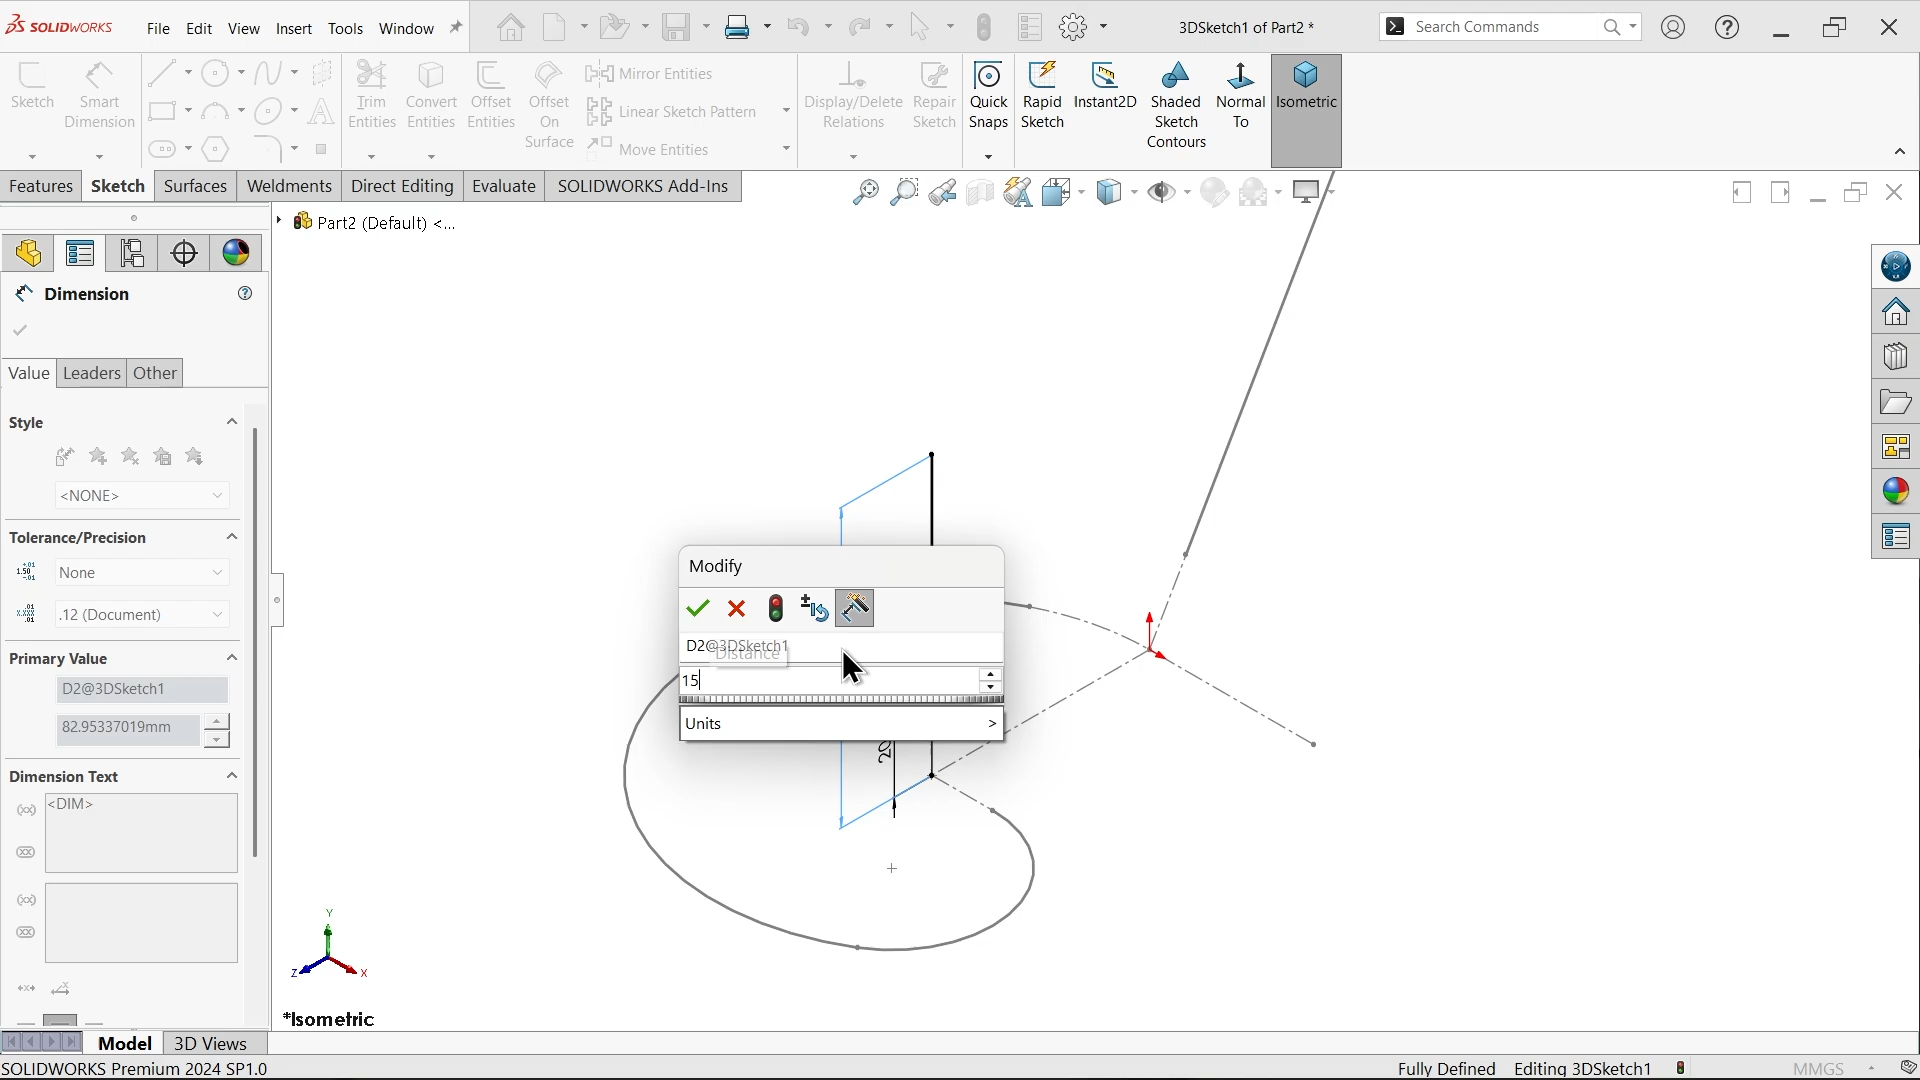 SOLIDWORKS File Edit View Insert Tools Window 3DSketch1 of Part2 * Search Commands
Sketch Smart Dimension Trim Entities Convert Entities Offset Entities Offset On Surface Mirror Entities Linear Sketch Pattern Move Entities Display/Delete Relations Repair Sketch Quick Snaps Rapid Sketch Instant2D Shaded Sketch Contours Normal To Isometric
Features Sketch Surfaces Weldments Direct Editing Evaluate SOLIDWORKS Add-Ins
Part2 (Default) <...
Dimension
Value Leaders Other
Style
<NONE>
Tolerance/Precision
None
.12 (Document)
Primary Value
D2@3DSketch1
82.95337019mm
Dimension Text
<DIM>
Modify
D2@3DSketch1
Distance
15
Units >
20
Y
Z
X
*Isometric
Model 3D Views
SOLIDWORKS Premium 2024 SP1.0 Fully Defined Editing 3DSketch1 MMGS